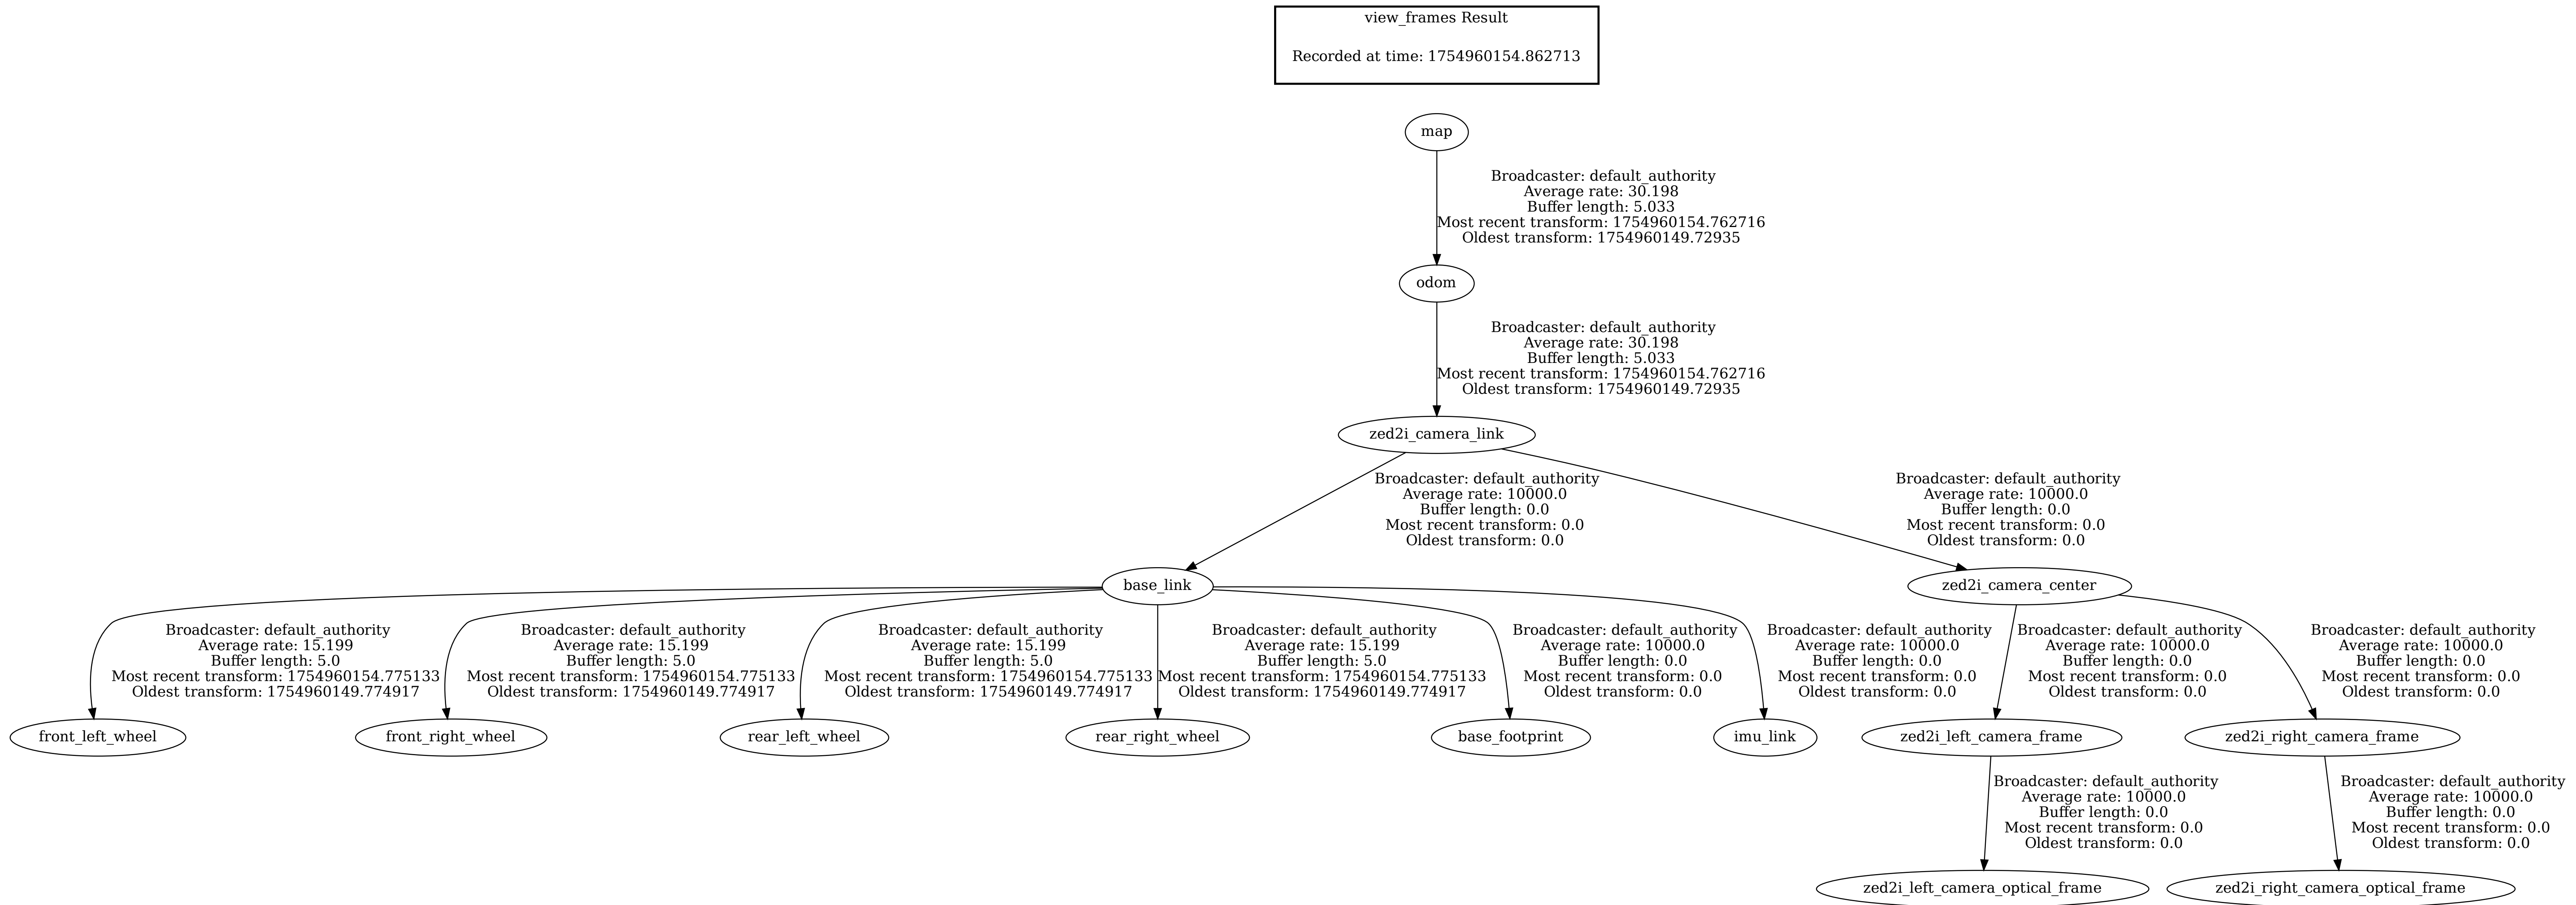 view_frames Result
Recorded at time: 1754960154.862713
map
Broadcaster: default_authority
Average rate: 30.198
Buffer length: 5.033
Most recent transform: 1754960154.762716
Oldest transform: 1754960149.72935
odom
Broadcaster: default_authority
Average rate: 30.198
Buffer length: 5.033
Most recent transform: 1754960154.762716
Oldest transform: 1754960149.72935
zed2i_camera_link
Broadcaster: default_authority
Average rate: 10000.0
Buffer length: 0.0
Most recent transform: 0.0
Oldest transform: 0.0
Broadcaster: default_authority
Average rate: 10000.0
Buffer length: 0.0
Most recent transform: 0.0
Oldest transform: 0.0
base_link
zed2i_camera_center
Broadcaster: default_authority
Average rate: 15.199
Buffer length: 5.0
Most recent transform: 1754960154.775133
Oldest transform: 1754960149.774917
Broadcaster: default_authority
Average rate: 15.199
Buffer length: 5.0
Most recent transform: 1754960154.775133
Oldest transform: 1754960149.774917
Broadcaster: default_authority
Average rate: 15.199
Buffer length: 5.0
Most recent transform: 1754960154.775133
Oldest transform: 1754960149.774917
Broadcaster: default_authority
Average rate: 15.199
Buffer length: 5.0
Most recent transform: 1754960154.775133
Oldest transform: 1754960149.774917
Broadcaster: default_authority
Average rate: 10000.0
Buffer length: 0.0
Most recent transform: 0.0
Oldest transform: 0.0
Broadcaster: default_authority
Average rate: 10000.0
Buffer length: 0.0
Most recent transform: 0.0
Oldest transform: 0.0
Broadcaster: default_authority
Average rate: 10000.0
Buffer length: 0.0
Most recent transform: 0.0
Oldest transform: 0.0
Broadcaster: default_authority
Average rate: 10000.0
Buffer length: 0.0
Most recent transform: 0.0
Oldest transform: 0.0
front_left_wheel
front_right_wheel
rear_left_wheel
rear_right_wheel
base_footprint
imu_link
zed2i_left_camera_frame
zed2i_right_camera_frame
Broadcaster: default_authority
Average rate: 10000.0
Buffer length: 0.0
Most recent transform: 0.0
Oldest transform: 0.0
Broadcaster: default_authority
Average rate: 10000.0
Buffer length: 0.0
Most recent transform: 0.0
Oldest transform: 0.0
zed2i_left_camera_optical_frame
zed2i_right_camera_optical_frame